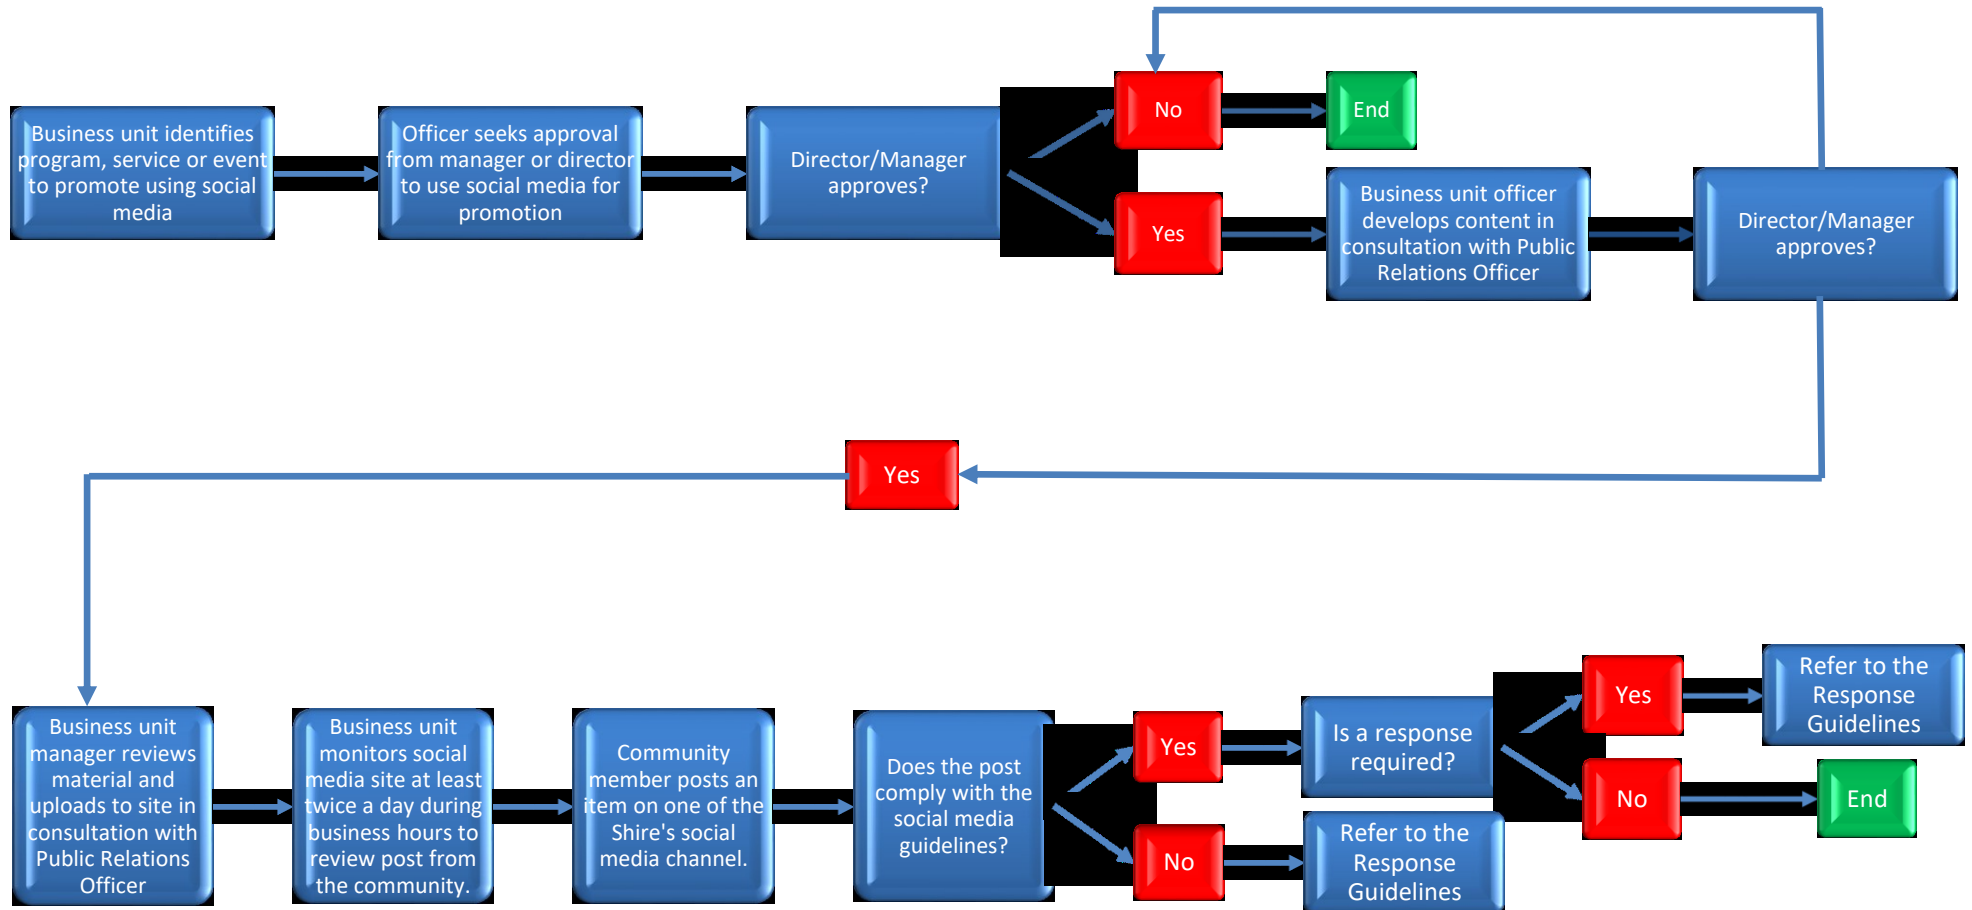 Business unit identifies
program, service or event
to promote using social
media
Officer seeks approval
from manager or director
to use social media for
promotion
Director/Manager
approves?
No
End
Yes
Business unit officer
develops content in
consultation with Public
Relations Officer
Director/Manager
approves?
Yes
Business unit
manager reviews
material and
uploads to site in
consultation with
Public Relations
Officer
Business unit
monitors social
media site at least
twice a day during
business hours to
review post from
the community.
Community
member posts an
item on one of the
Shire's social
media channel.
Does the post
comply with the
social media
guidelines?
Yes
Is a response
required?
Yes
Refer to the
Response
Guidelines
No
End
No
Refer to the
Response
Guidelines